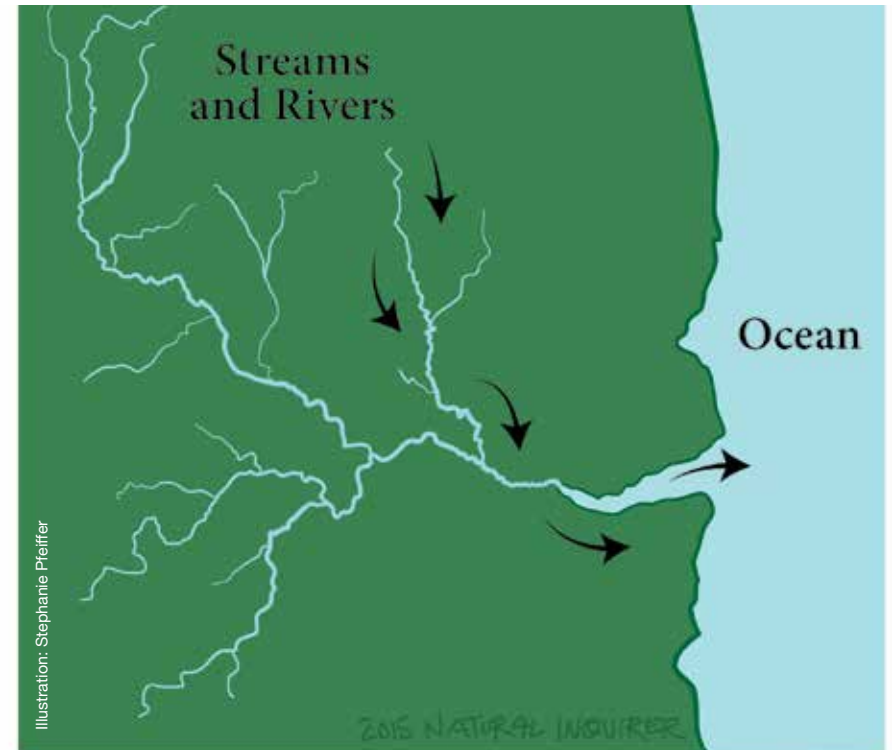 Streams
and Rivers
Ocean
Illustration: Stephanie Pfeiffer
2015 NATURAL INQUIRER